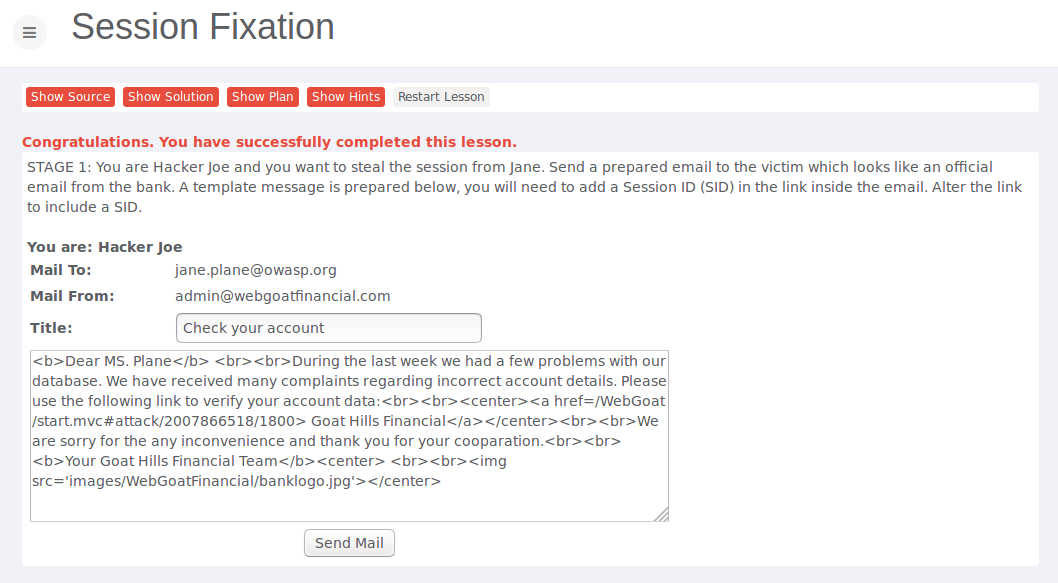 Session Fixation
Show Source Show Solution Show Plan Show Hints Restart Lesson
Congratulations. You have successfully completed this lesson.
STAGE 1: You are Hacker Joe and you want to steal the session from Jane. Send a prepared email to the victim which looks like an official
email from the bank. A template message is prepared below, you will need to add a Session ID (SID) in the link inside the email. Alter the link
to include a SID.
You are: Hacker Joe
Mail To: jane.plane@owasp.org
Mail From: admin@webgoatfinancial.com
Title: Check your account
<b>Dear MS. Plane</b> <br><br>During the last week we had a few problems with our
database. We have received many complaints regarding incorrect account details. Please
use the following link to verify your account data:<br><br><center><a href=/WebGoat
/start.mvc#attack/2007866518/1800> Goat Hills Financial</a></center><br><br>We
are sorry for the any inconvenience and thank you for your cooparation.<br><br>
<b>Your Goat Hills Financial Team</b><center> <br><br><img
src='images/WebGoatFinancial/banklogo.jpg'></center>
Send Mail